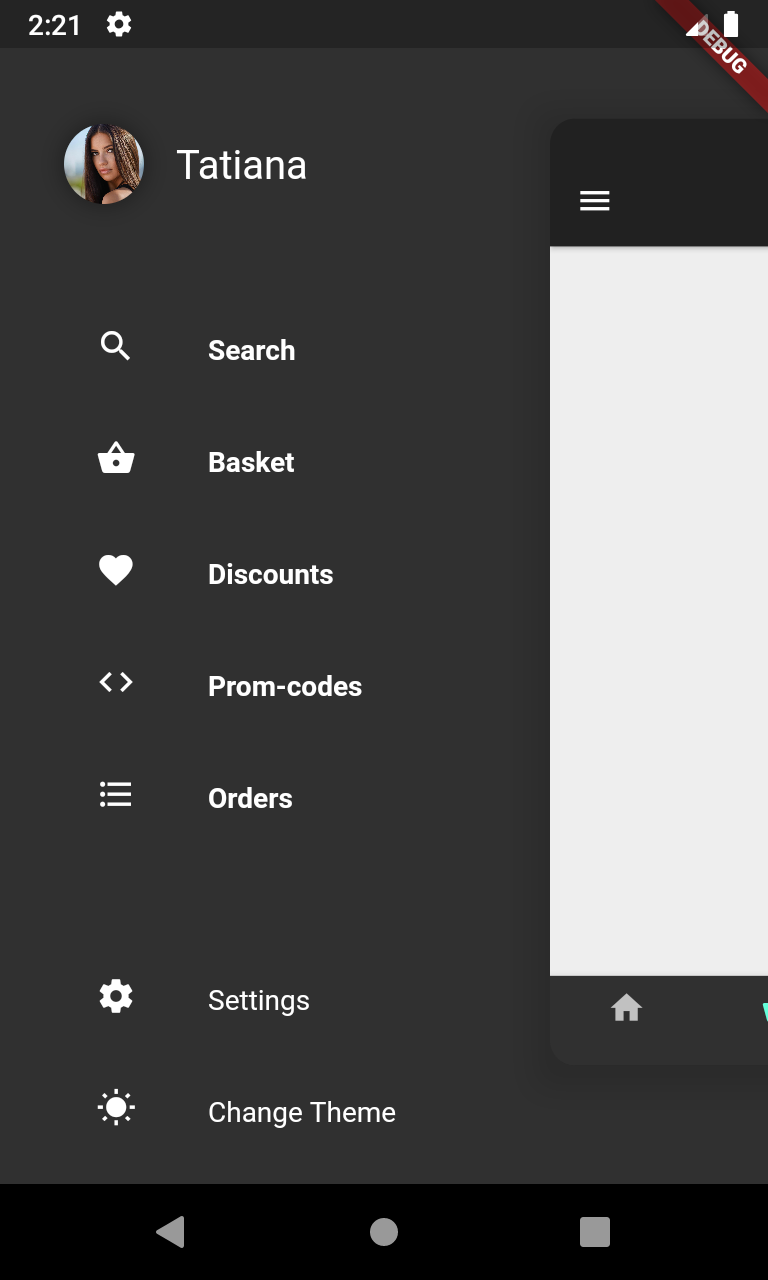 2:21
DEBUG
Tatiana
Search
Basket
Discounts
Prom-codes
Orders
Settings
Change Theme